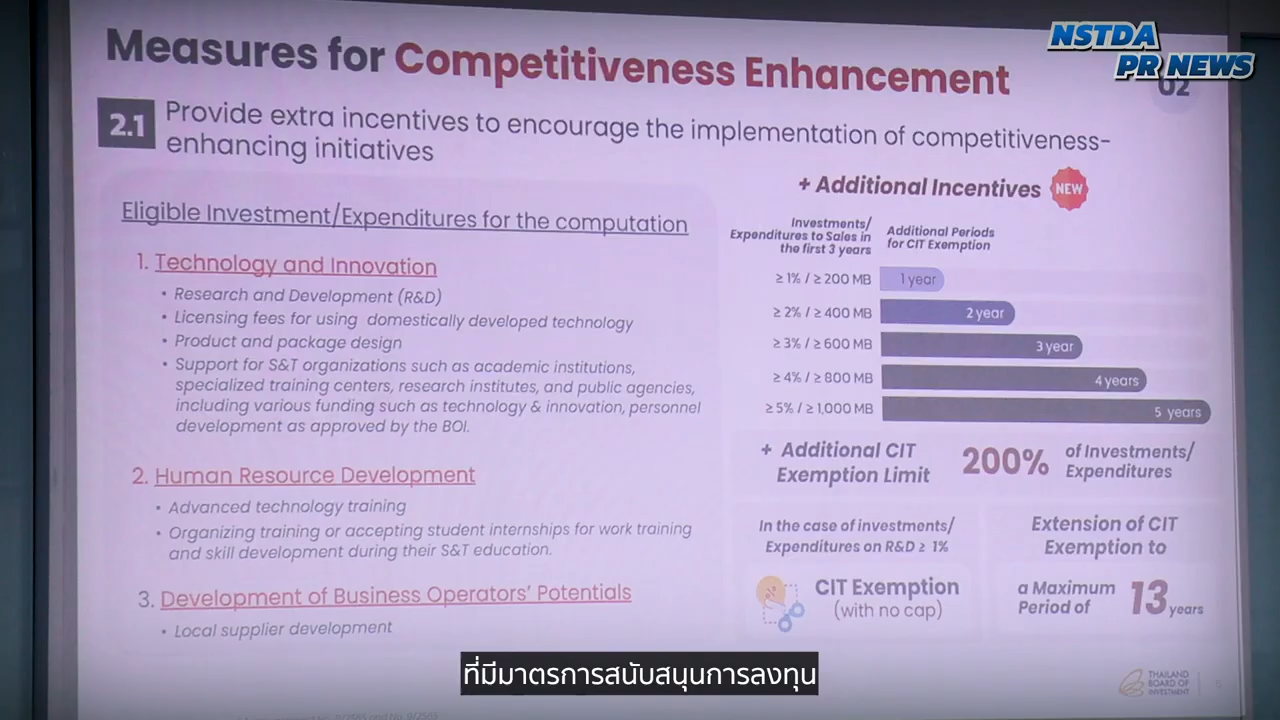 NSTDA
PR NEWS
Measures for Competitiveness Enhancement
02
2.1
Provide extra incentives to encourage the implementation of competitiveness-
enhancing initiatives
Eligible Investment/Expenditures for the computation
1. Technology and Innovation
• Research and Development (R&D)
• Licensing fees for using domestically developed technology
• Product and package design
• Support for S&T organizations such as academic institutions,
specialized training centers, research institutes, and public agencies,
including various funding such as technology & innovation, personnel
development as approved by the BOI.
2. Human Resource Development
• Advanced technology training
• Organizing training or accepting student internships for work training
and skill development during their S&T education.
3. Development of Business Operators' Potentials
• Local supplier development
+ Additional Incentives NEW
Investments/
Expenditures to Sales in
the first 3 years
Additional Periods
for CIT Exemption
≥ 1% / ≥ 200 MB 1 year
≥ 2% / ≥ 400 MB 2 year
≥ 3% / ≥ 600 MB 3 year
≥ 4% / ≥ 800 MB 4 years
≥ 5% / ≥ 1,000 MB 5 years
+ Additional CIT
Exemption Limit
200%
of Investments/
Expenditures
In the case of investments/
Expenditures on R&D ≥ 1%
CIT Exemption
(with no cap)
Extension of CIT
Exemption to
a Maximum
Period of
13 years
ที่มีมาตรการสนับสนุนการลงทุน
THAILAND
BOARD OF
INVESTMENT